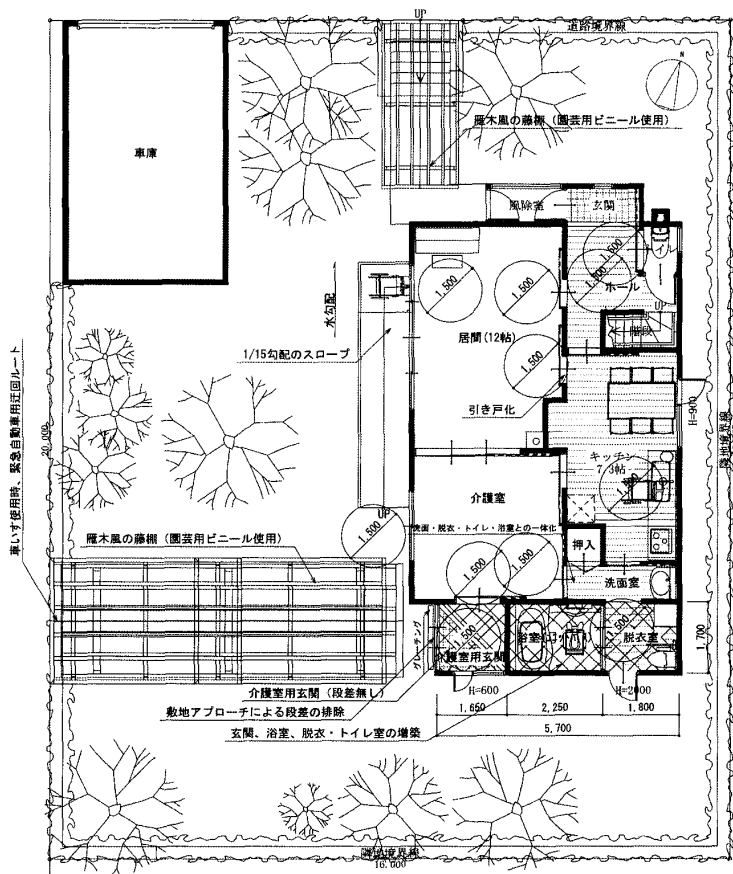 UP
道路境界線
N
雁木風の藤棚（園芸用ビニール使用）
車庫
風除室
玄関
1,500
1,500
ホール
UP
階段
1,500
1,500
居間(12帖)
水勾配
1/15勾配のスロープ
1,500
引き戸化
H=900
隣地境界線
車いす使用時、緊急自動車用迂回ルート
20,000
キッチン
7.3帖
1,500
介護室
洗面・脱衣・トイレ・浴室との一体化
UP
1,500
押入
雁木風の藤棚（園芸用ビニール使用）
1,500
1,500
洗面室
グレーチング
1,500
介護室用玄関
浴室
1,500
脱衣室
1,700
介護室用玄関（段差無し）
H=600
H=2000
敷地アプローチによる段差の排除
1,650
2,250
1,800
玄関、浴室、脱衣・トイレ室の増築
5,700
隣地境界線
16,000